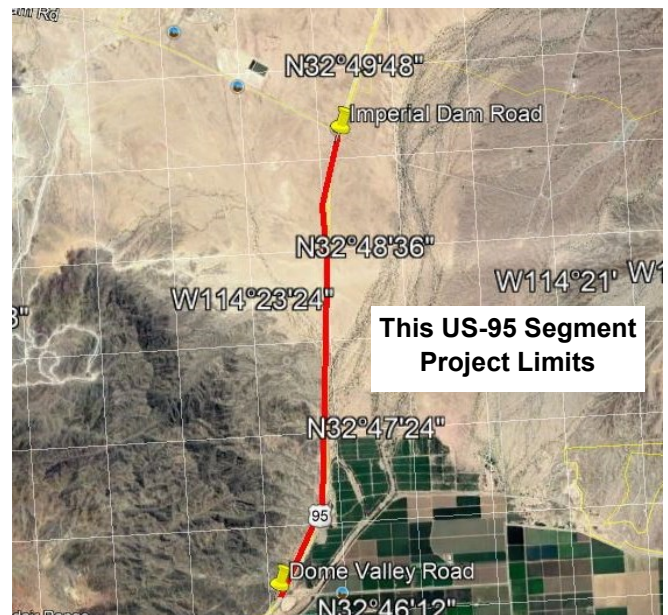 Rd
N32°49'48"
Imperial Dam Road
N32°48'36"
W114°21'
W114°23'24"
This US-95 Segment
Project Limits
N32°47'24"
95
Dome Valley Road
N32°46'12"